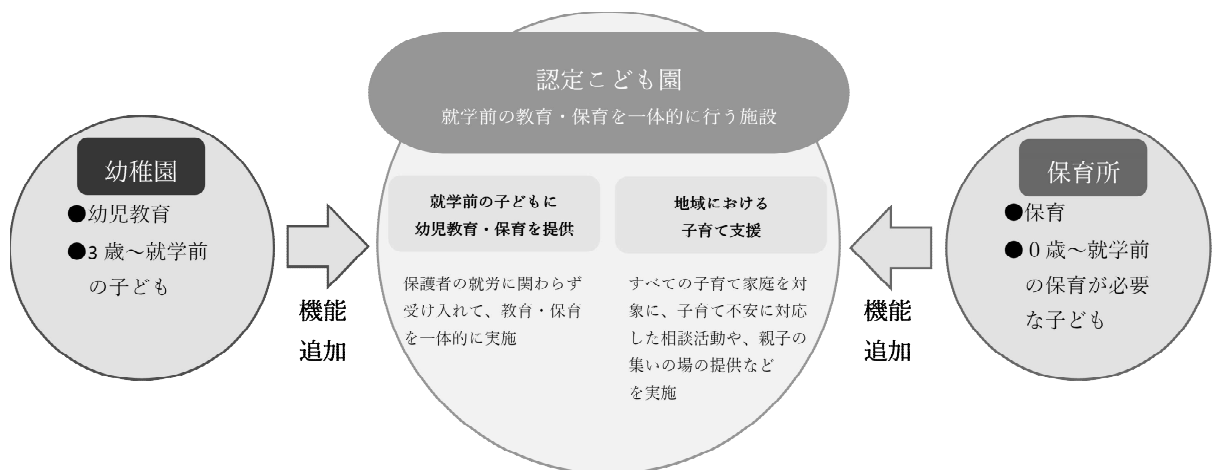 認定こども園
就学前の教育・保育を一体的に行う施設
幼稚園
●幼児教育
●3 歳～就学前
の子ども
機能
追加
就学前の子どもに
幼児教育・保育を提供
保護者の就労に関わらず
受け入れて、教育・保育
を一体的に実施
地域における
子育て支援
すべての子育て家庭を対
象に、子育て不安に対応
した相談活動や、親子の
集いの場の提供など
を実施
機能
追加
保育所
●保育
●０歳～就学前
の保育が必要
な子ども